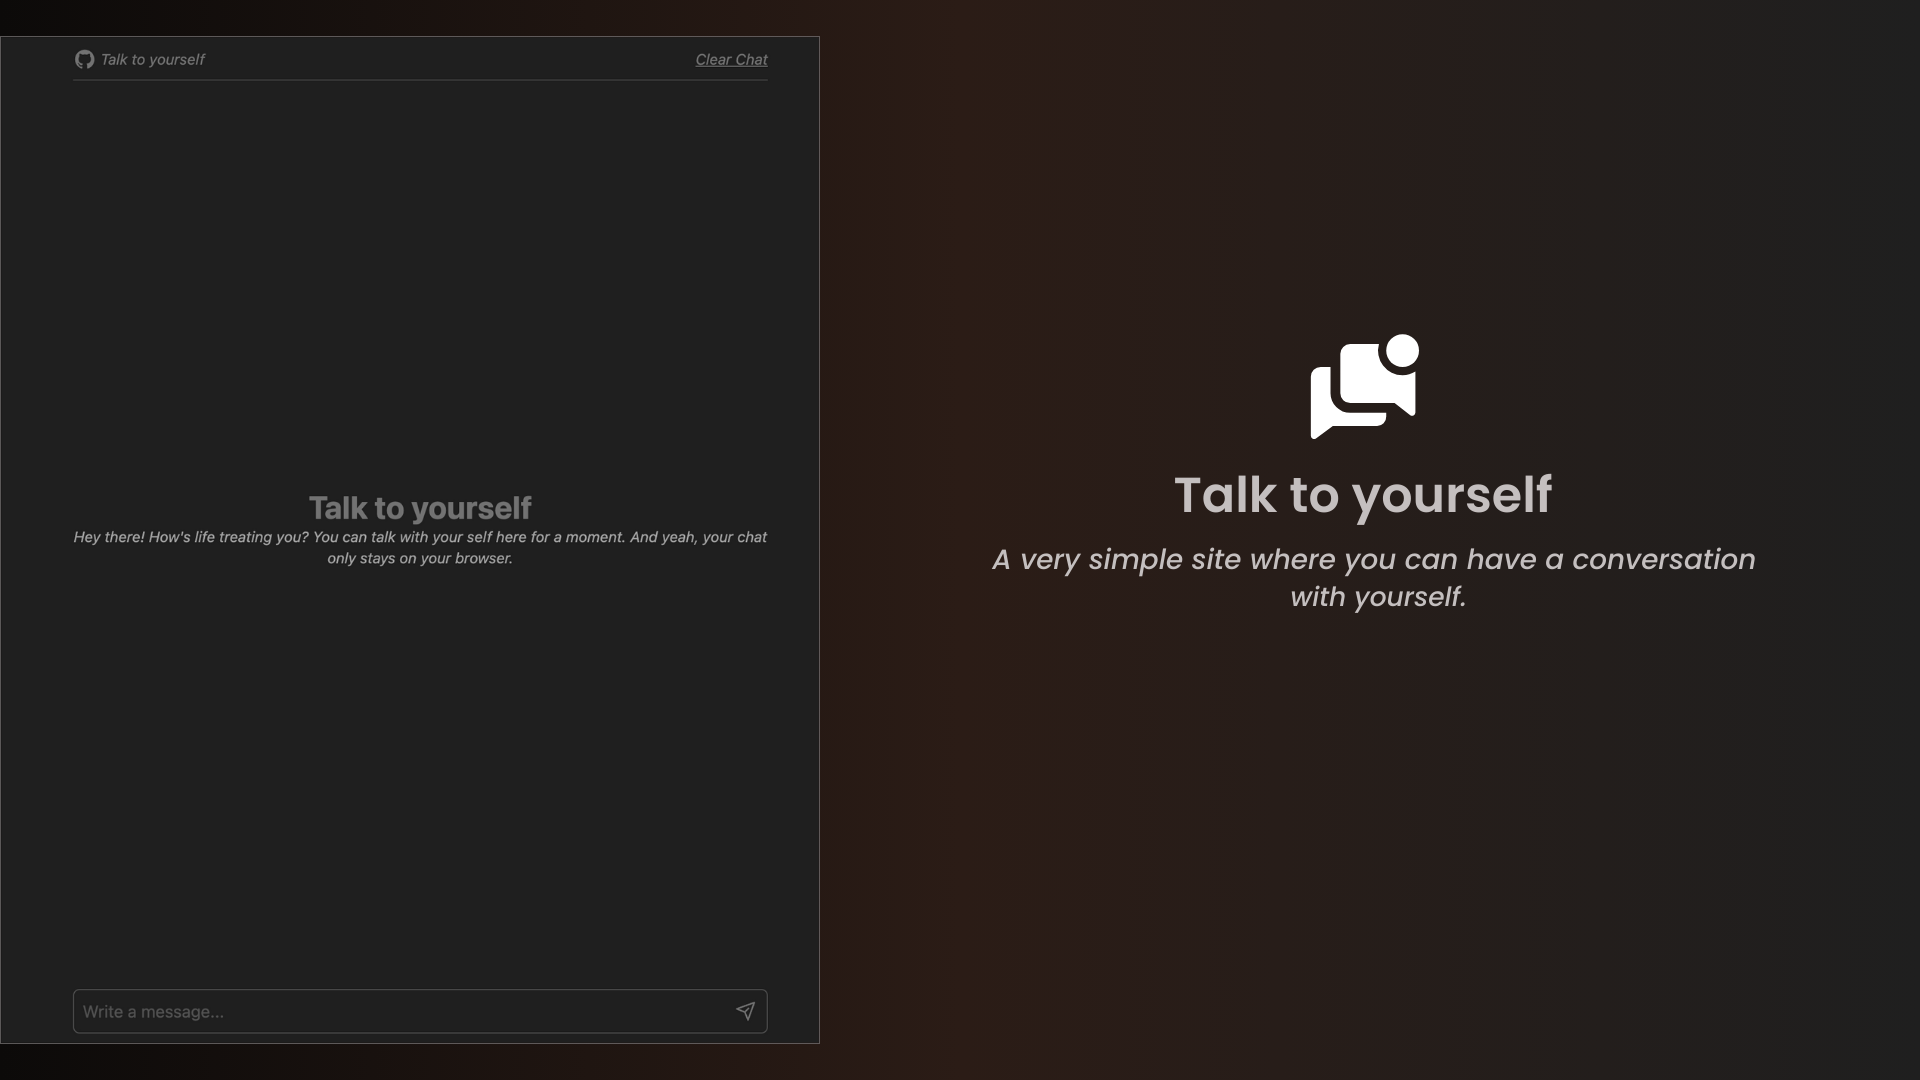 Talk to yourself
Clear Chat
Talk to yourself
Hey there! How's life treating you? You can talk with your self here for a moment. And yeah, your chat
only stays on your browser.
Write a message...
Talk to yourself
A very simple site where you can have a conversation
with yourself.